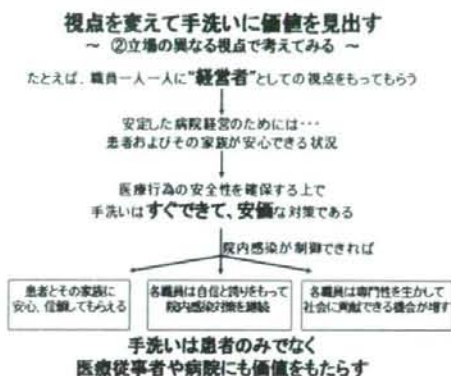 視点を変えて手洗いに価値を見出す
～ ②立場の異なる視点で考えてみる ～
たとえば、職員一人一人に“経営者”としての視点をもってもらう
安定した病院経営のためには･･･
患者およびその家族が安心できる状況
医療行為の安全性を確保する上で
手洗いはすぐできて、安価な対策である
院内感染が制御できれば
患者とその家族に
安心、信頼してもらえる
各職員は自信と誇りをもって
院内感染対策を継続
各職員は専門性を生かして
社会に貢献できる機会が増す
手洗いは患者のみでなく
医療従事者や病院にも価値をもたらす